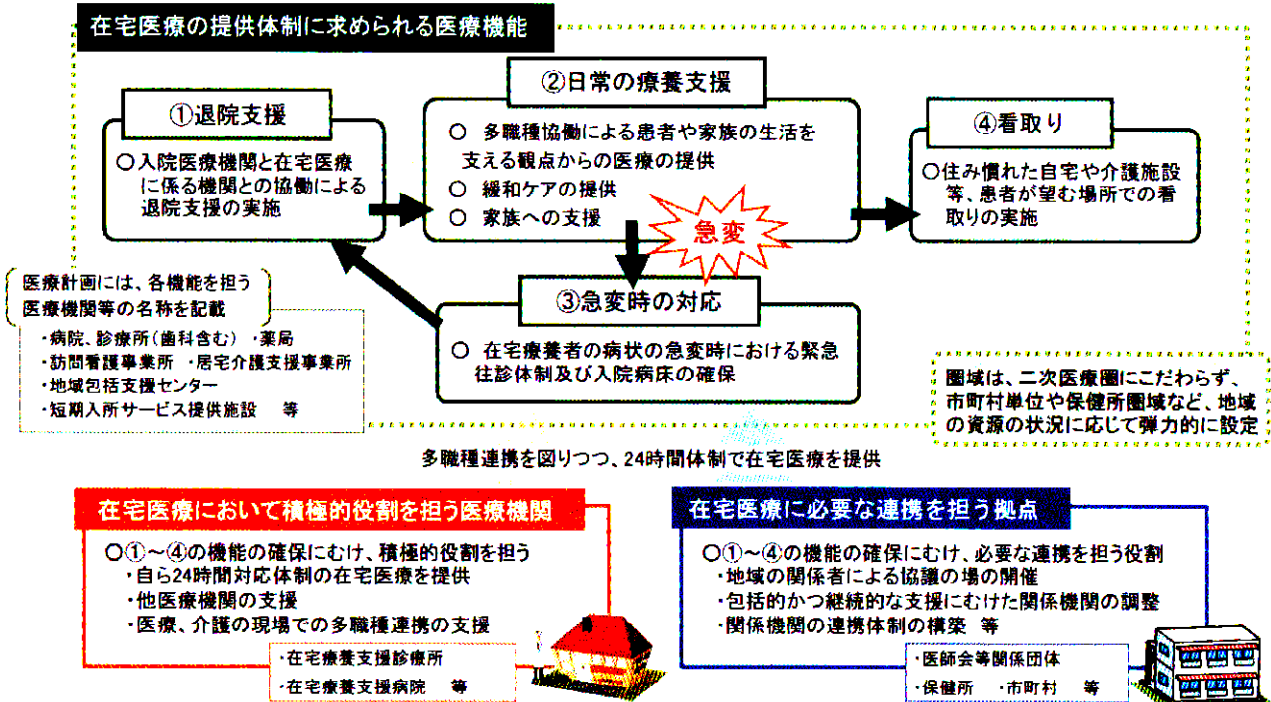 在宅医療の提供体制に求められる医療機能
①退院支援
○入院医療機関と在宅医療
に係る機関との協働による
退院支援の実施
②日常の療養支援
○ 多職種協働による患者や家族の生活を
支える観点からの医療の提供
○ 緩和ケアの提供
○ 家族への支援
急変
④看取り
○住み慣れた自宅や介護施設
等、患者が望む場所での看
取りの実施
③急変時の対応
○ 在宅療養者の病状の急変時における緊急
往診体制及び入院病床の確保
医療計画には、各機能を担う
医療機関等の名称を記載
・病院、診療所(歯科含む) ・薬局
・訪問看護事業所 ・居宅介護支援事業所
・地域包括支援センター
・短期入所サービス提供施設 等
圏域は、二次医療圏にこだわらず、
市町村単位や保健所圏域など、地域
の資源の状況に応じて弾力的に設定
多職種連携を図りつつ、24時間体制で在宅医療を提供
在宅医療において積極的役割を担う医療機関
○①~④の機能の確保にむけ、積極的役割を担う
・自ら24時間対応体制の在宅医療を提供
・他医療機関の支援
・医療、介護の現場での多職種連携の支援
・在宅療養支援診療所
・在宅療養支援病院 等
在宅医療に必要な連携を担う拠点
○①~④の機能の確保にむけ、必要な連携を担う役割
・地域の関係者による協議の場の開催
・包括的かつ継続的な支援にむけた関係機関の調整
・関係機関の連携体制の構築 等
・医師会等関係団体
・保健所 ・市町村 等